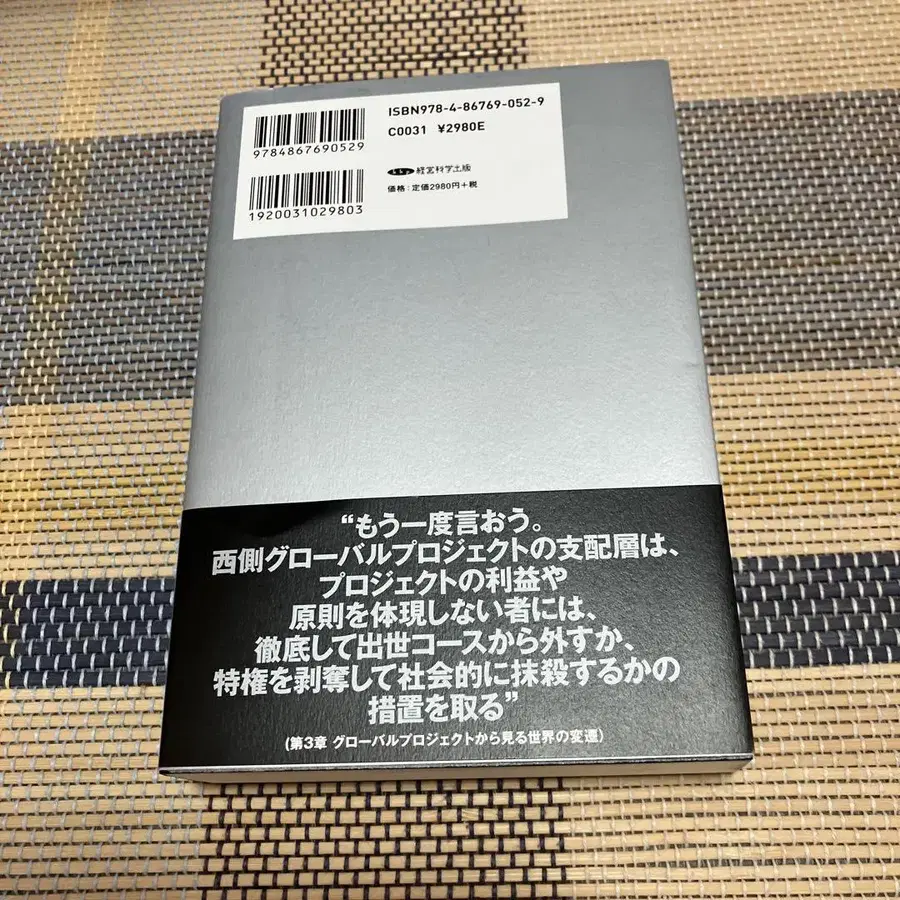 ISBN978-4-86769-052-9
C0031 ¥2980E
9784867690529
kkp 経営科学出版
価格:定価2980円+税
1920031029803
“もう一度言おう。
西側グローバルプロジェクトの支配層は、
プロジェクトの利益や
原則を体現しない者には、
徹底して出世コースから外すか、
特権を剥奪して社会的に抹殺するかの
措置を取る”
(第3章 グローバルプロジェクトから見る世界の変遷)